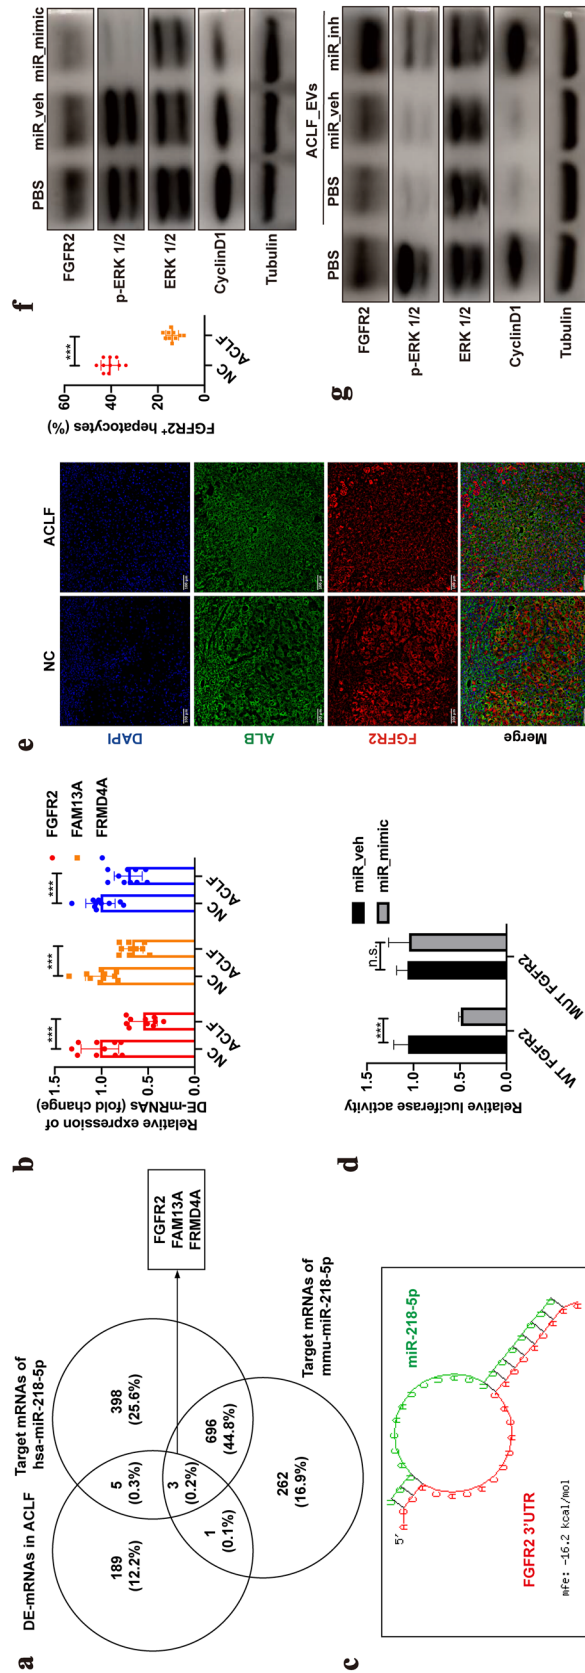 a
DE-mRNAs in ACLF
Target mRNAs of
hsa-miR-218-5p
189
(12.2%)
5
(0.3%)
398
(25.6%)
3
(0.2%)
1
(0.1%)
696
(44.8%)
262
(16.9%)
Target mRNAs of
mmu-miR-218-5p
FGFR2
FAM13A
FRMD4A
b
Relative expression of
DE-mRNAs (fold change)
1.5
1.0
0.5
0.0
***
***
***
NC
ACLF
NC
ACLF
NC
ACLF
FGFR2
FAM13A
FRMD4A
c
miR-218-5p
5'
FGFR2 3'UTR
mfe: -16.2 kcal/mol
d
Relative luciferase activity
1.5
1.0
0.5
0.0
***
n.s.
WT FGFR2
MUT FGFR2
miR_veh
miR_mimic
e
NC
ACLF
DAPI
ALB
FGFR2
Merge
FGFR2+ hepatocytes (%)
60
40
20
0
***
NC
ACLF
f
PBS
miR_veh
miR_mimic
FGFR2
p-ERK 1/2
ERK 1/2
CyclinD1
Tubulin
g
ACLF_EVs
PBS
PBS
miR_veh
miR_inh
FGFR2
p-ERK 1/2
ERK 1/2
CyclinD1
Tubulin